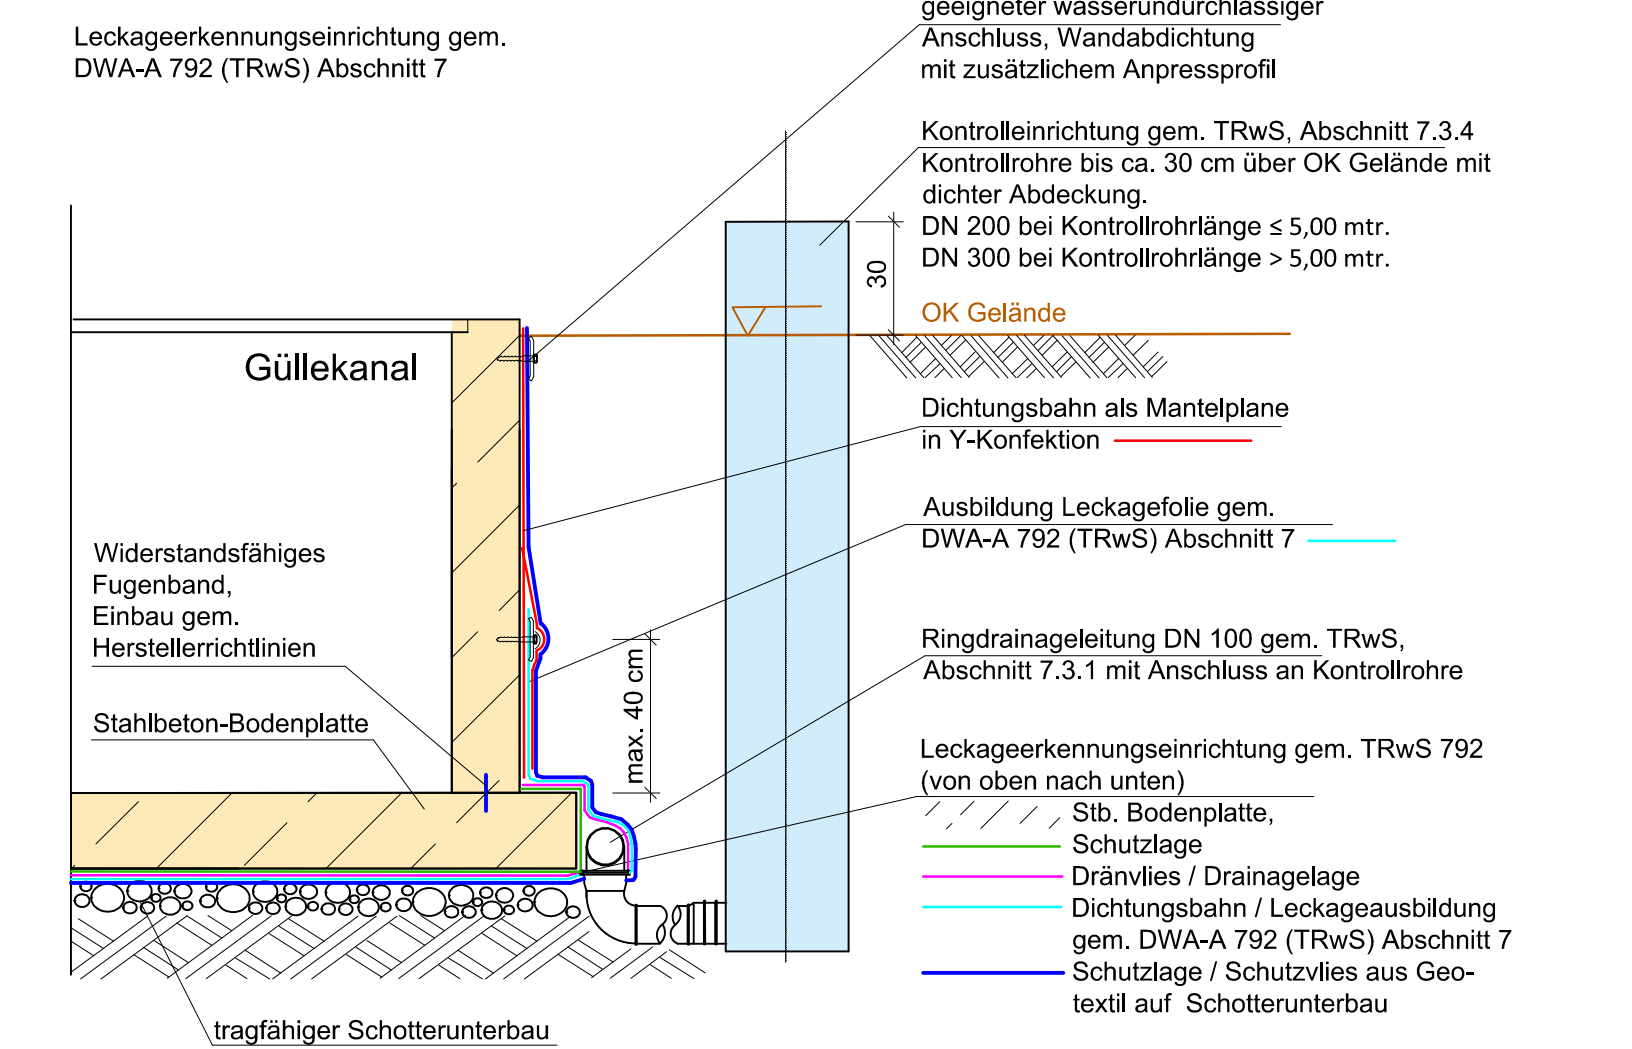 Leckageerkennungseinrichtung gem.
DWA-A 792 (TRwS) Abschnitt 7
geeigneter wasserundurchlässiger
Anschluss, Wandabdichtung
mit zusätzlichem Anpressprofil
Kontrolleinrichtung gem. TRwS, Abschnitt 7.3.4
Kontrollrohre bis ca. 30 cm über OK Gelände mit
dichter Abdeckung.
DN 200 bei Kontrollrohrlänge ≤ 5,00 mtr.
DN 300 bei Kontrollrohrlänge > 5,00 mtr.
30
OK Gelände
Güllekanal
Dichtungsbahn als Mantelplane
in Y-Konfektion
Ausbildung Leckagefolie gem.
DWA-A 792 (TRwS) Abschnitt 7
Widerstandsfähiges
Fugenband,
Einbau gem.
Herstellerrichtlinien
Stahlbeton-Bodenplatte
max. 40 cm
Ringdrainageleitung DN 100 gem. TRwS,
Abschnitt 7.3.1 mit Anschluss an Kontrollrohre
Leckageerkennungseinrichtung gem. TRwS 792
(von oben nach unten)
Stb. Bodenplatte,
Schutzlage
Dränvlies / Drainagelage
Dichtungsbahn / Leckageausbildung
gem. DWA-A 792 (TRwS) Abschnitt 7
Schutzlage / Schutzvlies aus Geo-
textil auf Schotterunterbau
tragfähiger Schotterunterbau